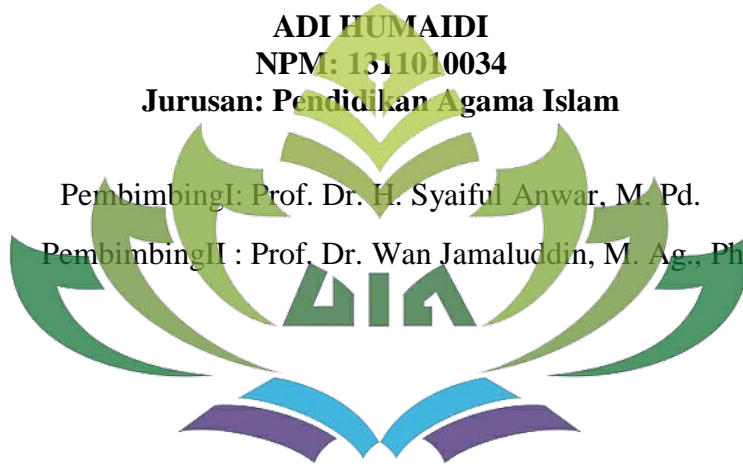 ADI HUMAIDI
NPM: 1311010034
Jurusan: Pendidikan Agama Islam
PembimbingI: Prof. Dr. H. Syaiful Anwar, M. Pd.
PembimbingII : Prof. Dr. Wan Jamaluddin, M. Ag., Ph
UIN